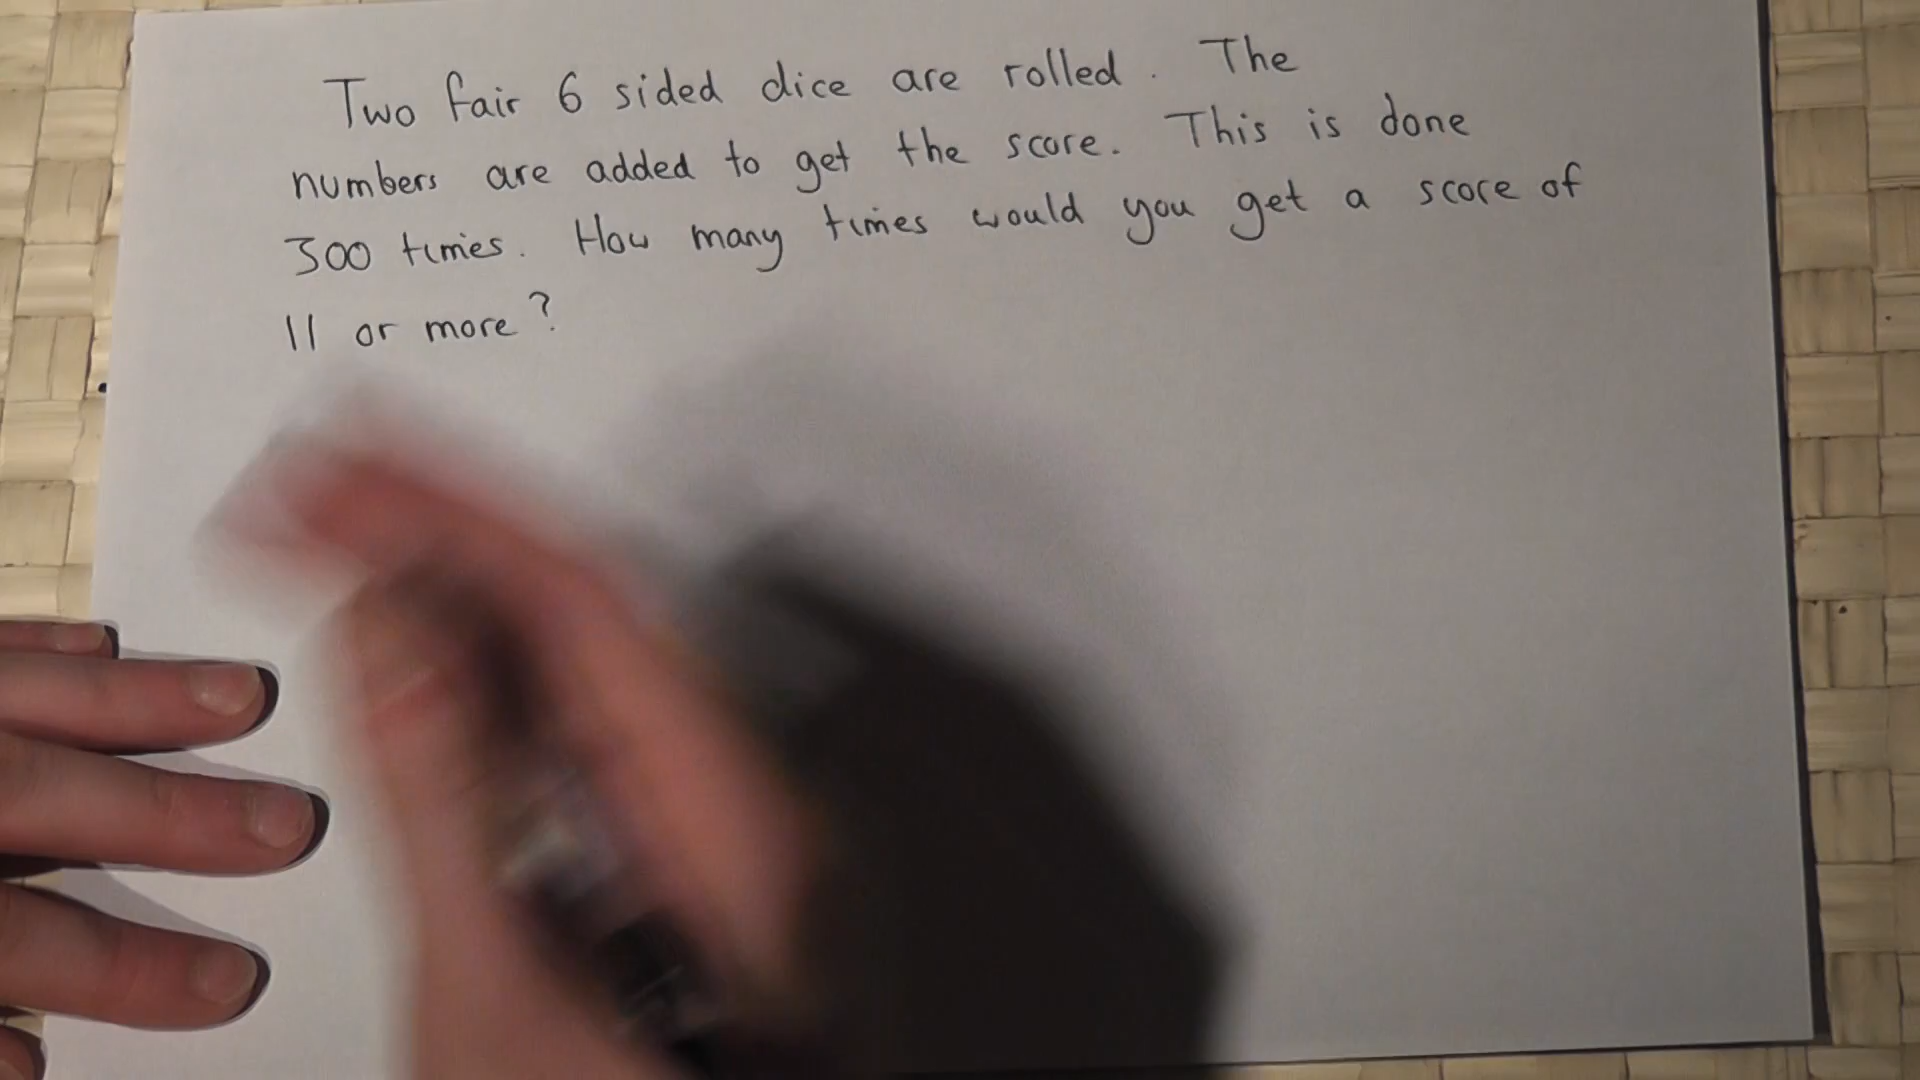 Two fair 6 sided dice are rolled. The
numbers are added to get the score. This is done
300 times. How many times would you get a score of
11 or more?